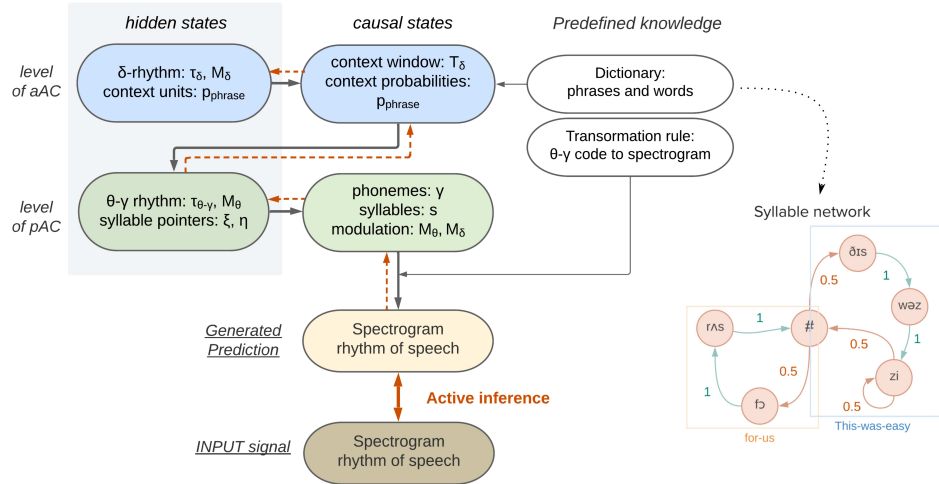 hidden states
causal states
Predefined knowledge
level
of aAC
δ-rhythm: τδ, Mδ
context units: pphrase
context window: Tδ
context probabilities:
pphrase
Dictionary:
phrases and words
Transormation rule:
θ-γ code to spectrogram
level
of pAC
θ-γ rhythm: τθ-γ, Mθ
syllable pointers: ξ, η
phonemes: γ
syllables: s
modulation: Mθ, Mδ
Generated
Prediction
Spectrogram
rhythm of speech
Active inference
INPUT signal
Spectrogram
rhythm of speech
Syllable network
ðɪs
0.5
1
wəz
rʌs
1
#
1
0.5
0.5
zi
1
0.5
fɔ
for-us
This-was-easy